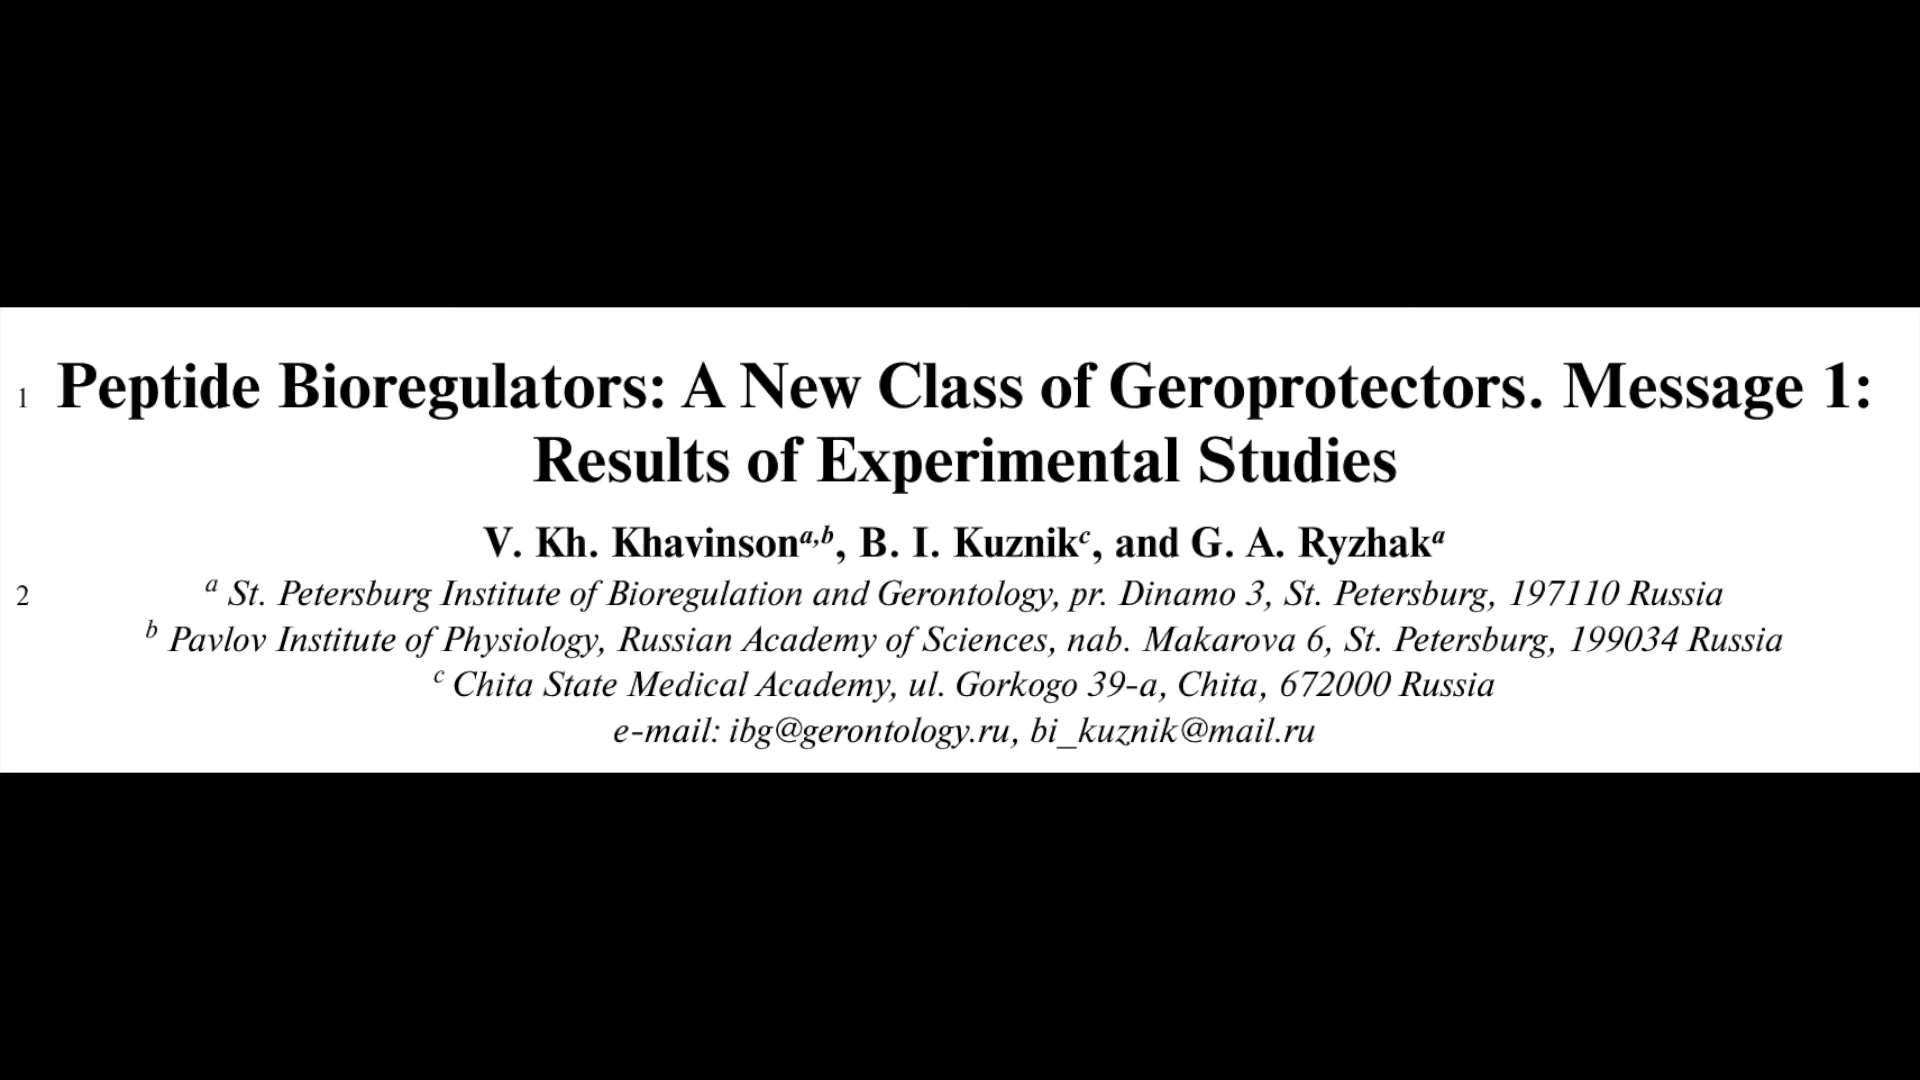 1 Peptide Bioregulators: A New Class of Geroprotectors. Message 1:
Results of Experimental Studies
V. Kh. Khavinsona,b, B. I. Kuznikc, and G. A. Ryzhaka
2 a St. Petersburg Institute of Bioregulation and Gerontology, pr. Dinamo 3, St. Petersburg, 197110 Russia
b Pavlov Institute of Physiology, Russian Academy of Sciences, nab. Makarova 6, St. Petersburg, 199034 Russia
c Chita State Medical Academy, ul. Gorkogo 39-a, Chita, 672000 Russia
e-mail: ibg@gerontology.ru, bi_kuznik@mail.ru